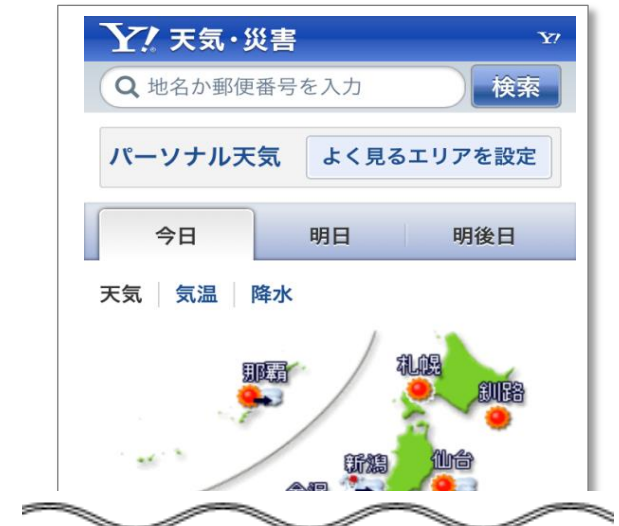 Y! 天気・災害
Y!
地名か郵便番号を入力
検索
パーソナル天気
よく見るエリアを設定
今日
明日
明後日
天気
気温
降水
那覇
札幌
釧路
新潟
仙台